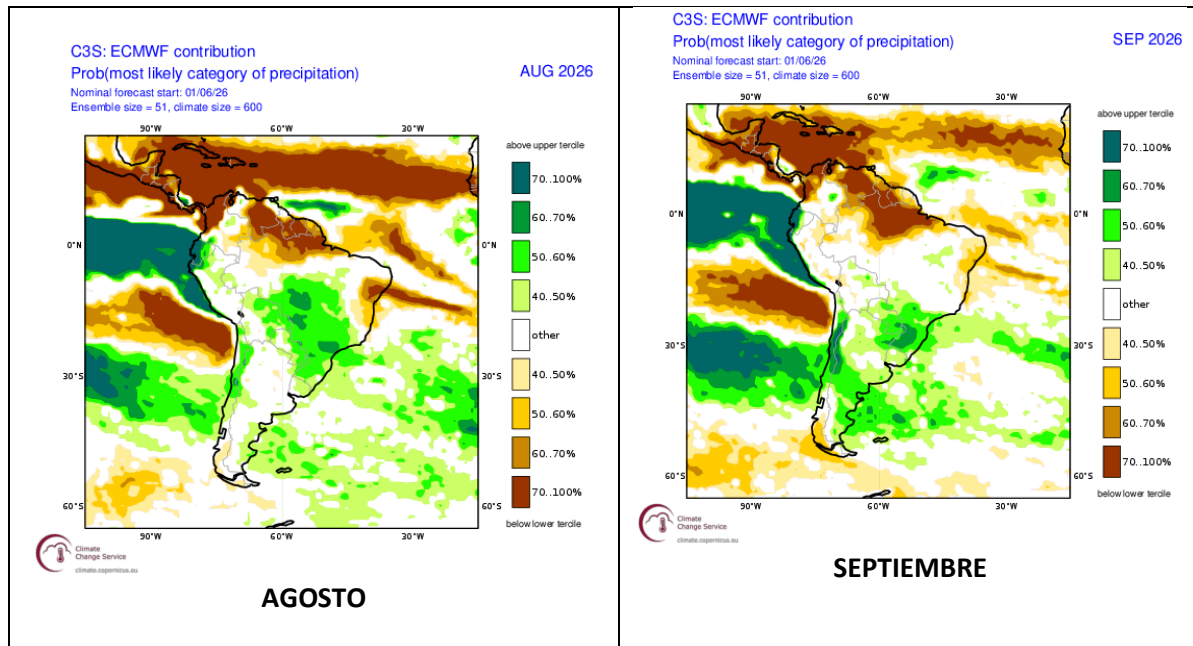 C3S: ECMWF contribution
Prob(most likely category of precipitation)
AUG 2026
Nominal forecast start: 01/06/26
Ensemble size = 51, climate size = 600
90°W
60°W
30°W
above upper tercile
70..100%
60..70%
50..60%
40..50%
other
40..50%
50..60%
60..70%
70..100%
below lower tercile
0°N
0°N
30°S
30°S
60°S
60°S
90°W
60°W
30°W
Climate
Change Service
climate.copernicus.eu
AGOSTO
C3S: ECMWF contribution
Prob(most likely category of precipitation)
SEP 2026
Nominal forecast start: 01/06/26
Ensemble size = 51, climate size = 600
90°W
60°W
30°W
above upper tercile
70..100%
60..70%
50..60%
40..50%
other
40..50%
50..60%
60..70%
70..100%
below lower tercile
0°N
0°N
30°S
30°S
60°S
60°S
90°W
60°W
30°W
Climate
Change Service
climate.copernicus.eu
SEPTIEMBRE